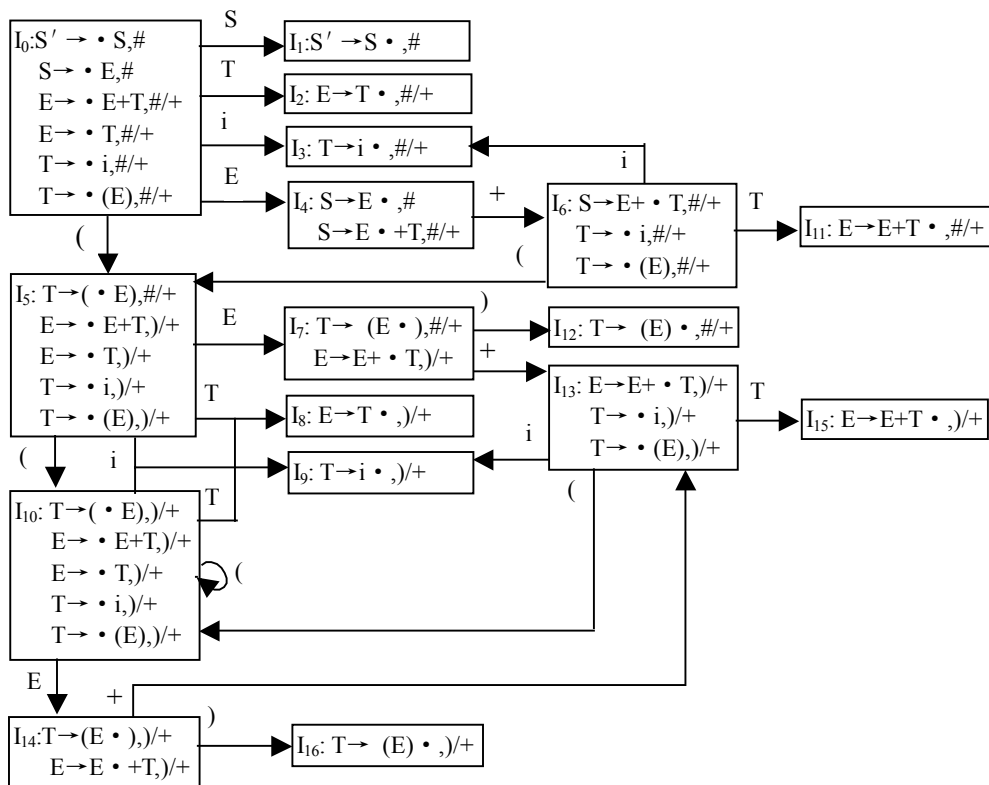 I₀:S′ → · S,#
S→ · E,#
E→ · E+T,#/+
E→ · T,#/+
T→ · i,#/+
T→ · (E),#/+
S
I₁:S′ →S · ,#
T
I₂: E→T · ,#/+
i
I₃: T→i · ,#/+
E
I₄: S→E · ,#
S→E · +T,#/+
+
i
I₆: S→E+ · T,#/+
T→ · i,#/+
T→ · (E),#/+
T
I₁₁: E→E+T · ,#/+
(
(
I₅: T→( · E),#/+
E→ · E+T,)/+
E→ · T,)/+
T→ · i,)/+
T→ · (E),)/+
E
I₇: T→ (E · ),#/+
E→E+ · T,)/+
)
I₁₂: T→ (E) · ,#/+
+
I₁₃: E→E+ · T,)/+
T→ · i,)/+
T→ · (E),)/+
T
I₁₅: E→E+T · ,)/+
T
I₈: E→T · ,)/+
i
I₉: T→i · ,)/+
i
(
(
T
I₁₀: T→( · E),)/+
E→ · E+T,)/+
E→ · T,)/+
T→ · i,)/+
T→ · (E),)/+
(
E
+
I₁₄:T→(E · ),)/+
E→E · +T,)/+
)
I₁₆: T→ (E) · ,)/+